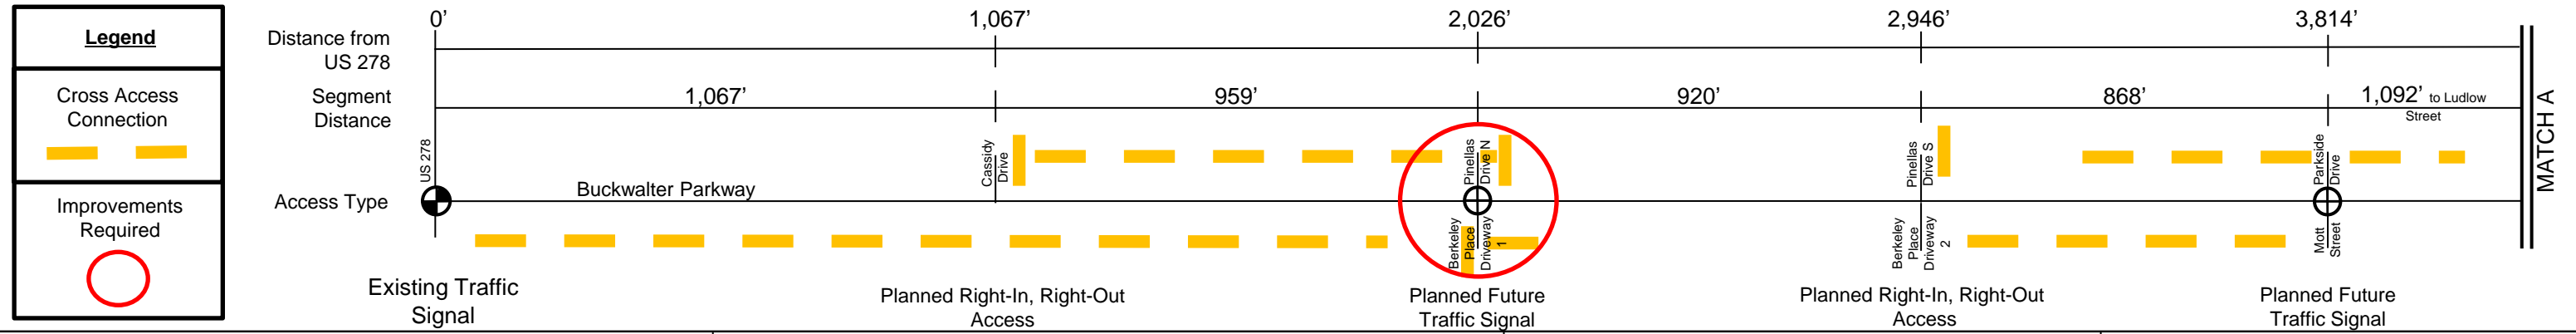 Legend
Cross Access
Connection
Improvements
Required
Distance from
US 278
0’
1,067’
2,026’
2,946’
3,814’
Segment
Distance
1,067’
959’
920’
868’
1,092’ to Ludlow
Street
Access Type
US 278
Buckwalter Parkway
Cassidy
Drive
Pinellas
Drive N
Pinellas
Drive S
Parkside
Drive
Berkeley
Place
Driveway
1
Berkeley
Place
Driveway
2
Mott
Street
MATCH A
Existing Traffic
Signal
Planned Right-In, Right-Out
Access
Planned Future
Traffic Signal
Planned Right-In, Right-Out
Access
Planned Future
Traffic Signal